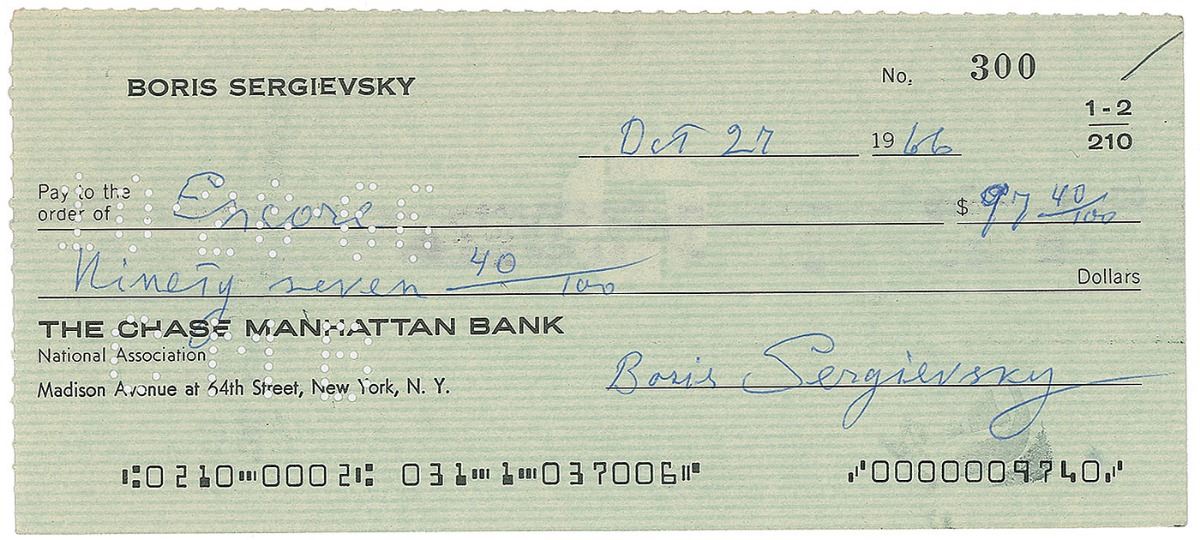 BORIS SERGIEVSKY
No. 300
1-2
210
Oct 27 1966
Pay to the
order of Encore $ 97 40/100
Ninety seven 40/100 Dollars
THE CHASE MANHATTAN BANK
National Association
Madison Avenue at 64th Street, New York, N. Y.
Boris Sergievsky
⑆0210⑉0002⑆ 031⑉1⑉037006⑈ ⑇0000009740⑇